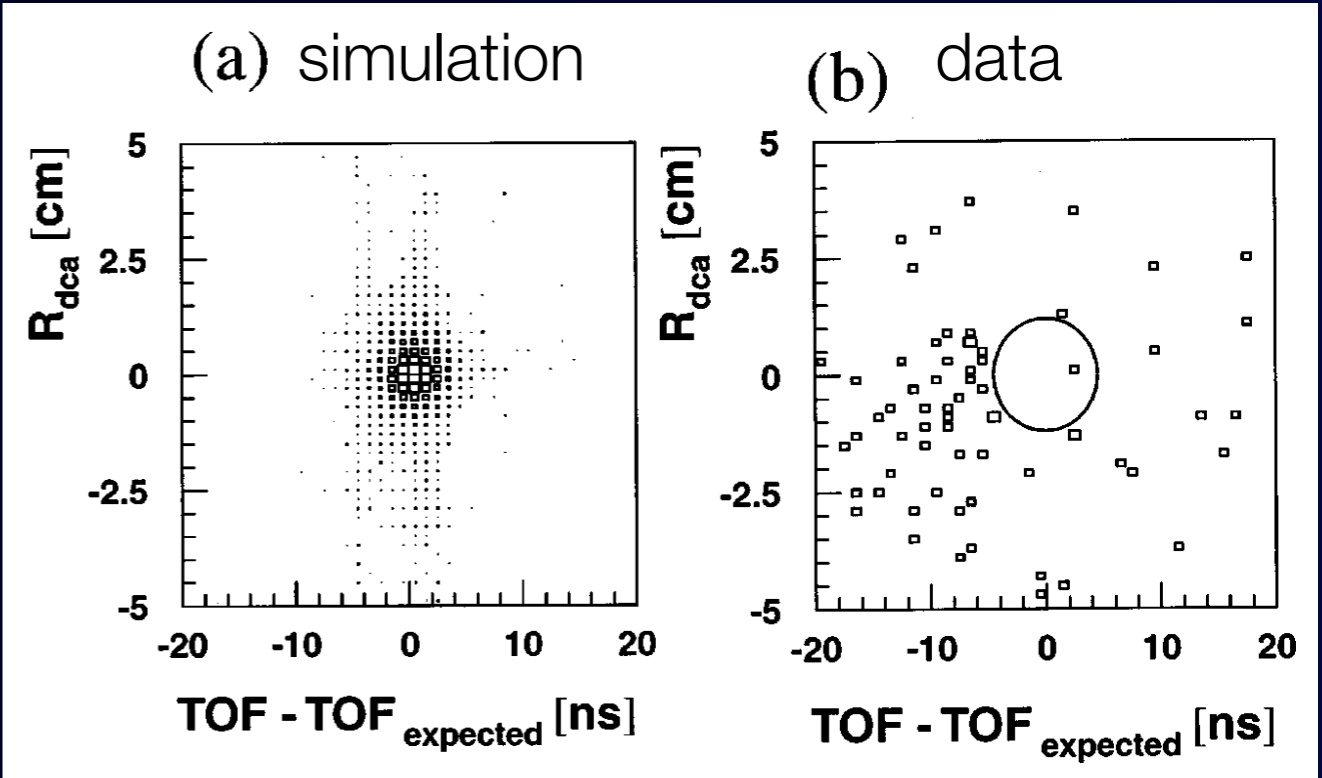 (a) simulation
(b) data
R_dca [cm]
5
2.5
0
-2.5
-5
-20 -10 0 10 20
TOF - TOF_expected [ns]
R_dca [cm]
5
2.5
0
-2.5
-5
-20 -10 0 10 20
TOF - TOF_expected [ns]